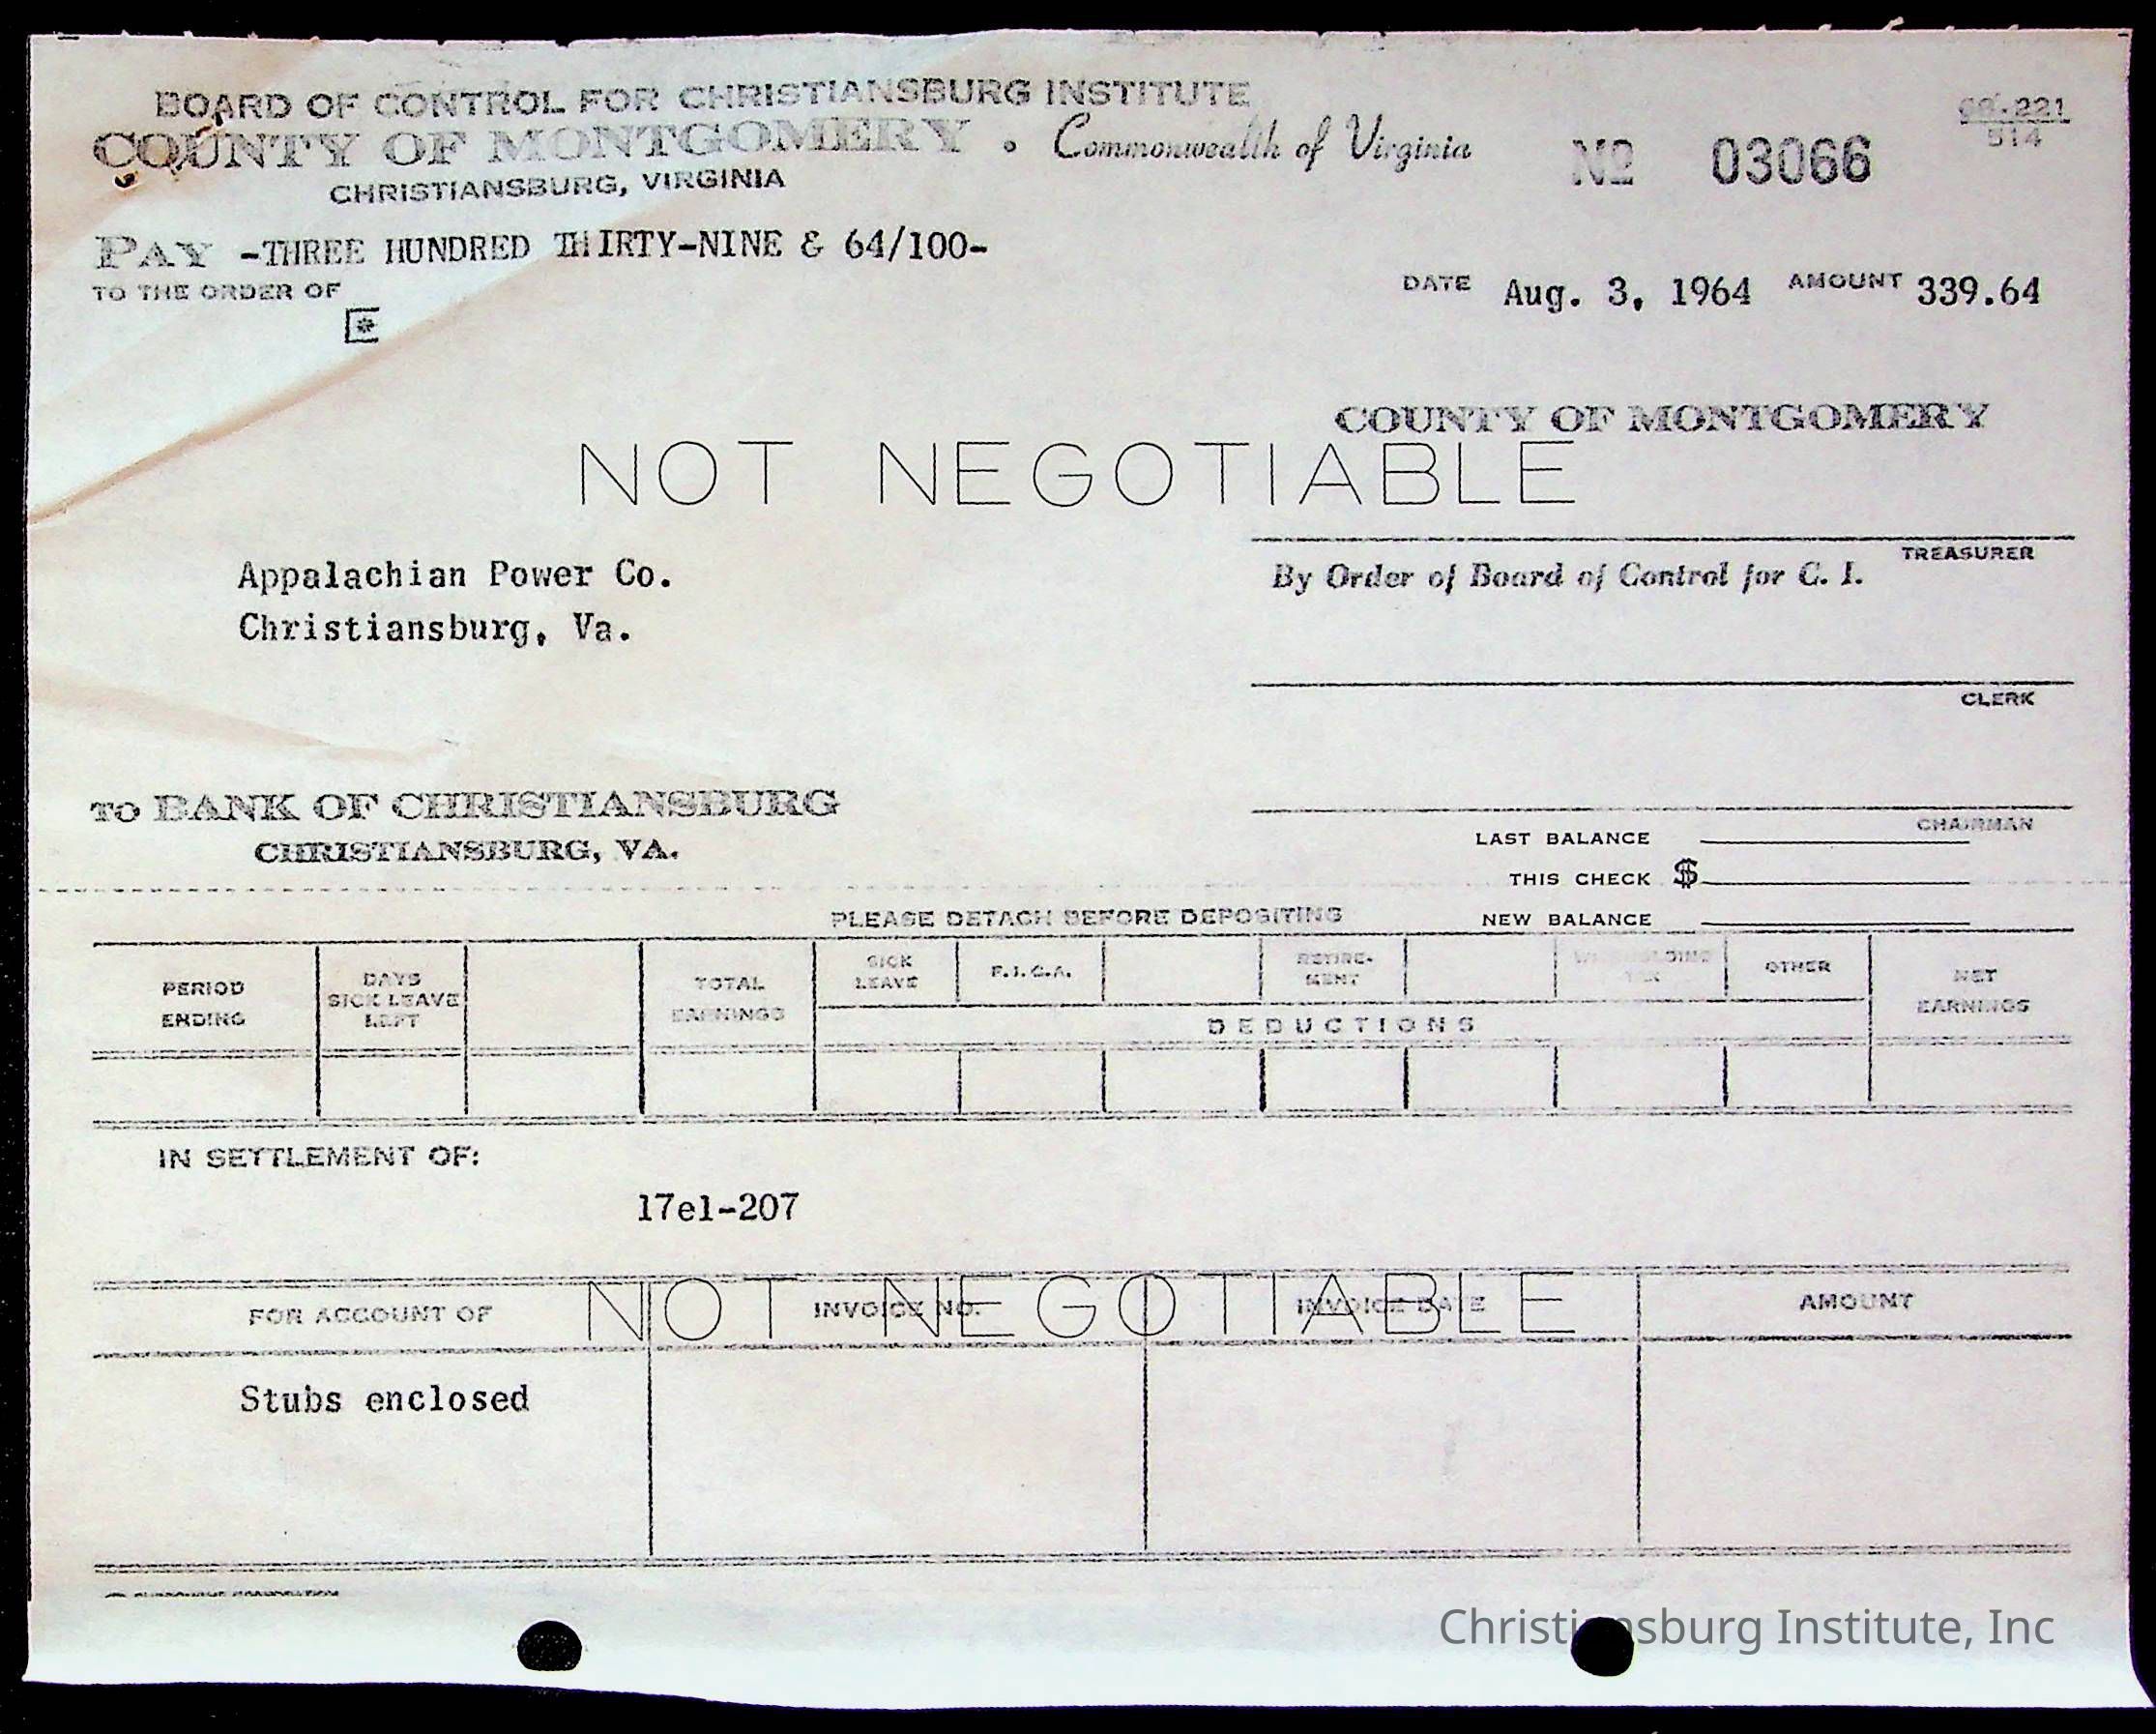 BOARD OF CONTROL FOR CHRISTIANSBURG INSTITUTE
COUNTY OF MONTGOMERY • Commonwealth of Virginia
CHRISTIANSBURG, VIRGINIA
No 03066
221
514
PAY -THREE HUNDRED THIRTY-NINE & 64/100-
TO THE ORDER OF
DATE Aug. 3, 1964 AMOUNT 339.64
COUNTY OF MONTGOMERY
NOT NEGOTIABLE
TREASURER
Appalachian Power Co.
Christiansburg, Va.
By Order of Board of Control for C. I.
CLERK
TO BANK OF CHRISTIANSBURG
CHRISTIANSBURG, VA.
CHAIRMAN
LAST BALANCE
THIS CHECK $
NEW BALANCE
PLEASE DETACH BEFORE DEPOSITING
PERIOD ENDING
DAYS SICK LEAVE LEFT
TOTAL EARNINGS
SICK LEAVE
F.I.C.A.
RETIRE-MENT
WITHHOLDING
OTHER
NET EARNINGS
DEDUCTIONS
IN SETTLEMENT OF:
17el-207
NOT NEGOTIABLE
FOR ACCOUNT OF INVOICE NO. INVOICE DATE AMOUNT
Stubs enclosed
Christiansburg Institute, Inc